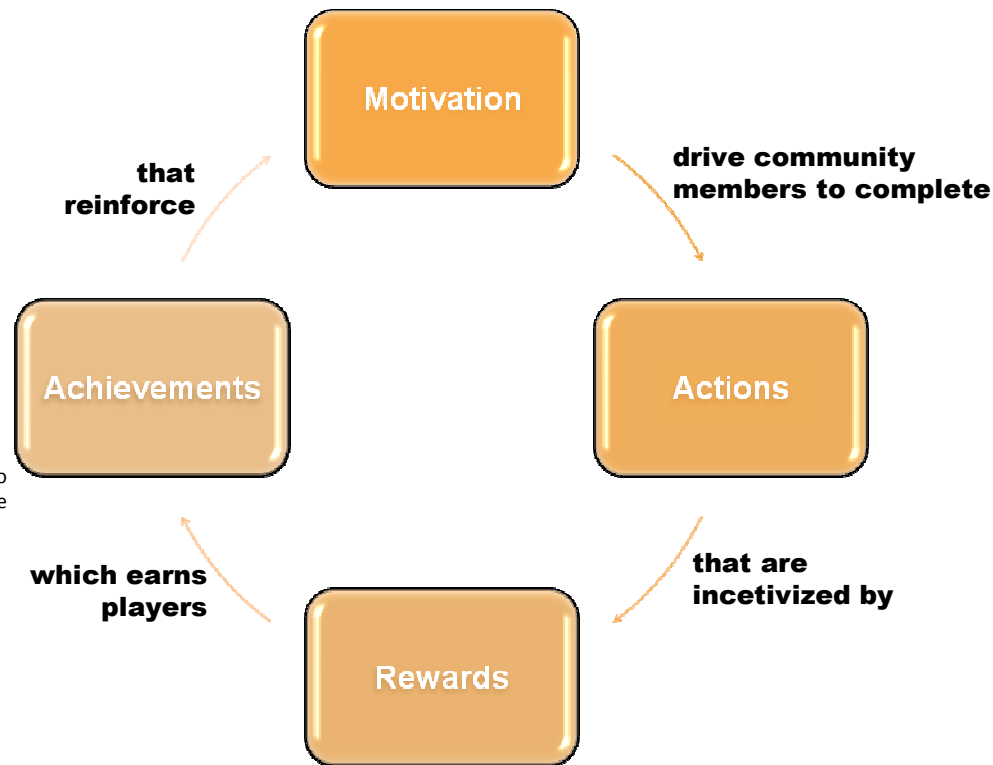 Motivation
drive community
members to complete
Actions
that are
incetivized by
Rewards
which earns
players
Achievements
that
reinforce
o
e